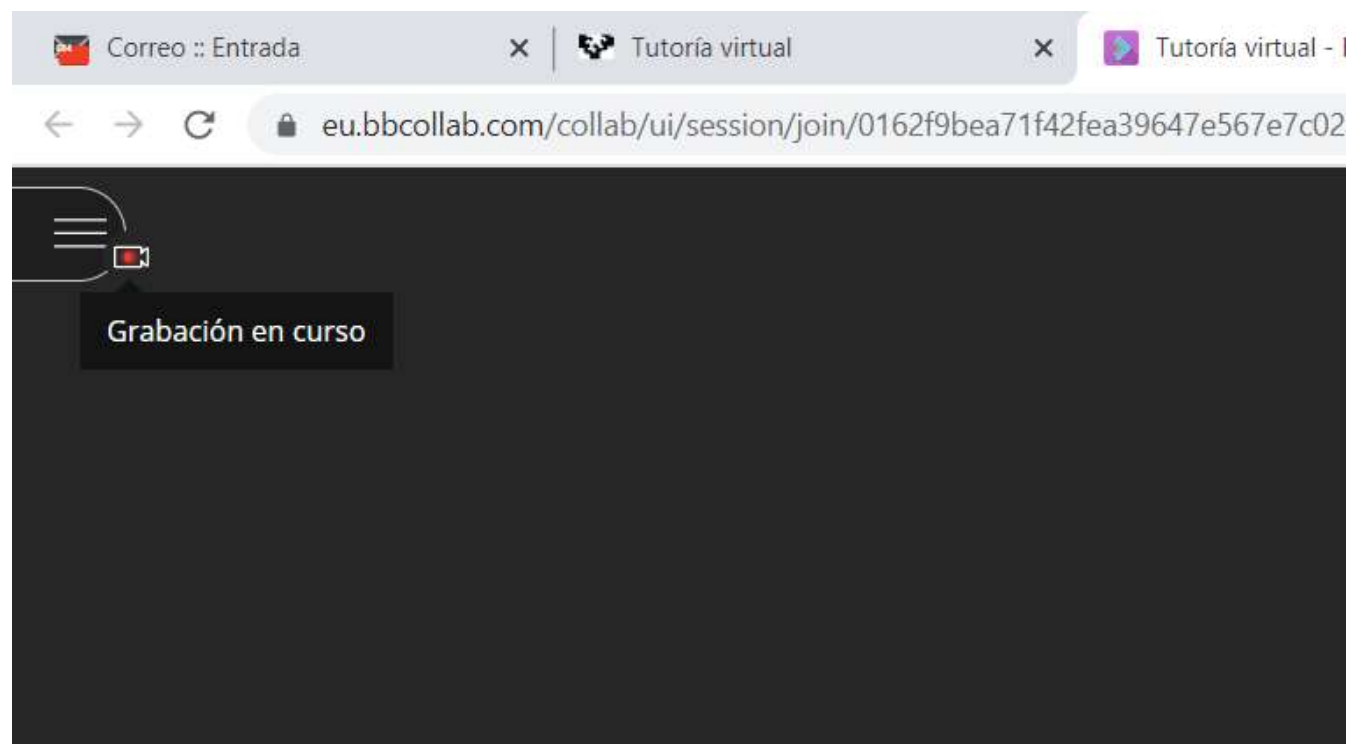 Correo :: Entrada
Tutoría virtual
Tutoría virtual -
eu.bbcollab.com/collab/ui/session/join/0162f9bea71f42fea39647e567e7c02
Grabación en curso